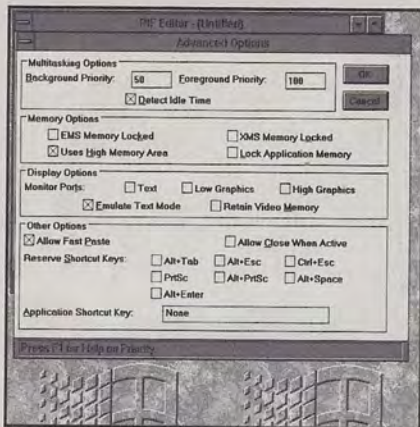 PIF Editor - (Untitled)
Advanced Options
Multitasking Options
Background Priority: 50 Foreground Priority: 100
OK
Detect Idle Time
Cancel
Memory Options
EMS Memory Locked XMS Memory Locked
Uses High Memory Area Lock Application Memory
Display Options
Monitor Ports: Text Low Graphics High Graphics
Emulate Text Mode Retain Video Memory
Other Options
Allow Fast Paste Allow Close When Active
Reserve Shortcut Keys: Alt+Tab Alt+Esc Ctrl+Esc
PrtSc Alt+PrtSc Alt+Space
Alt+Enter
Application Shortcut Key: None
Press F1 for Help on Priority